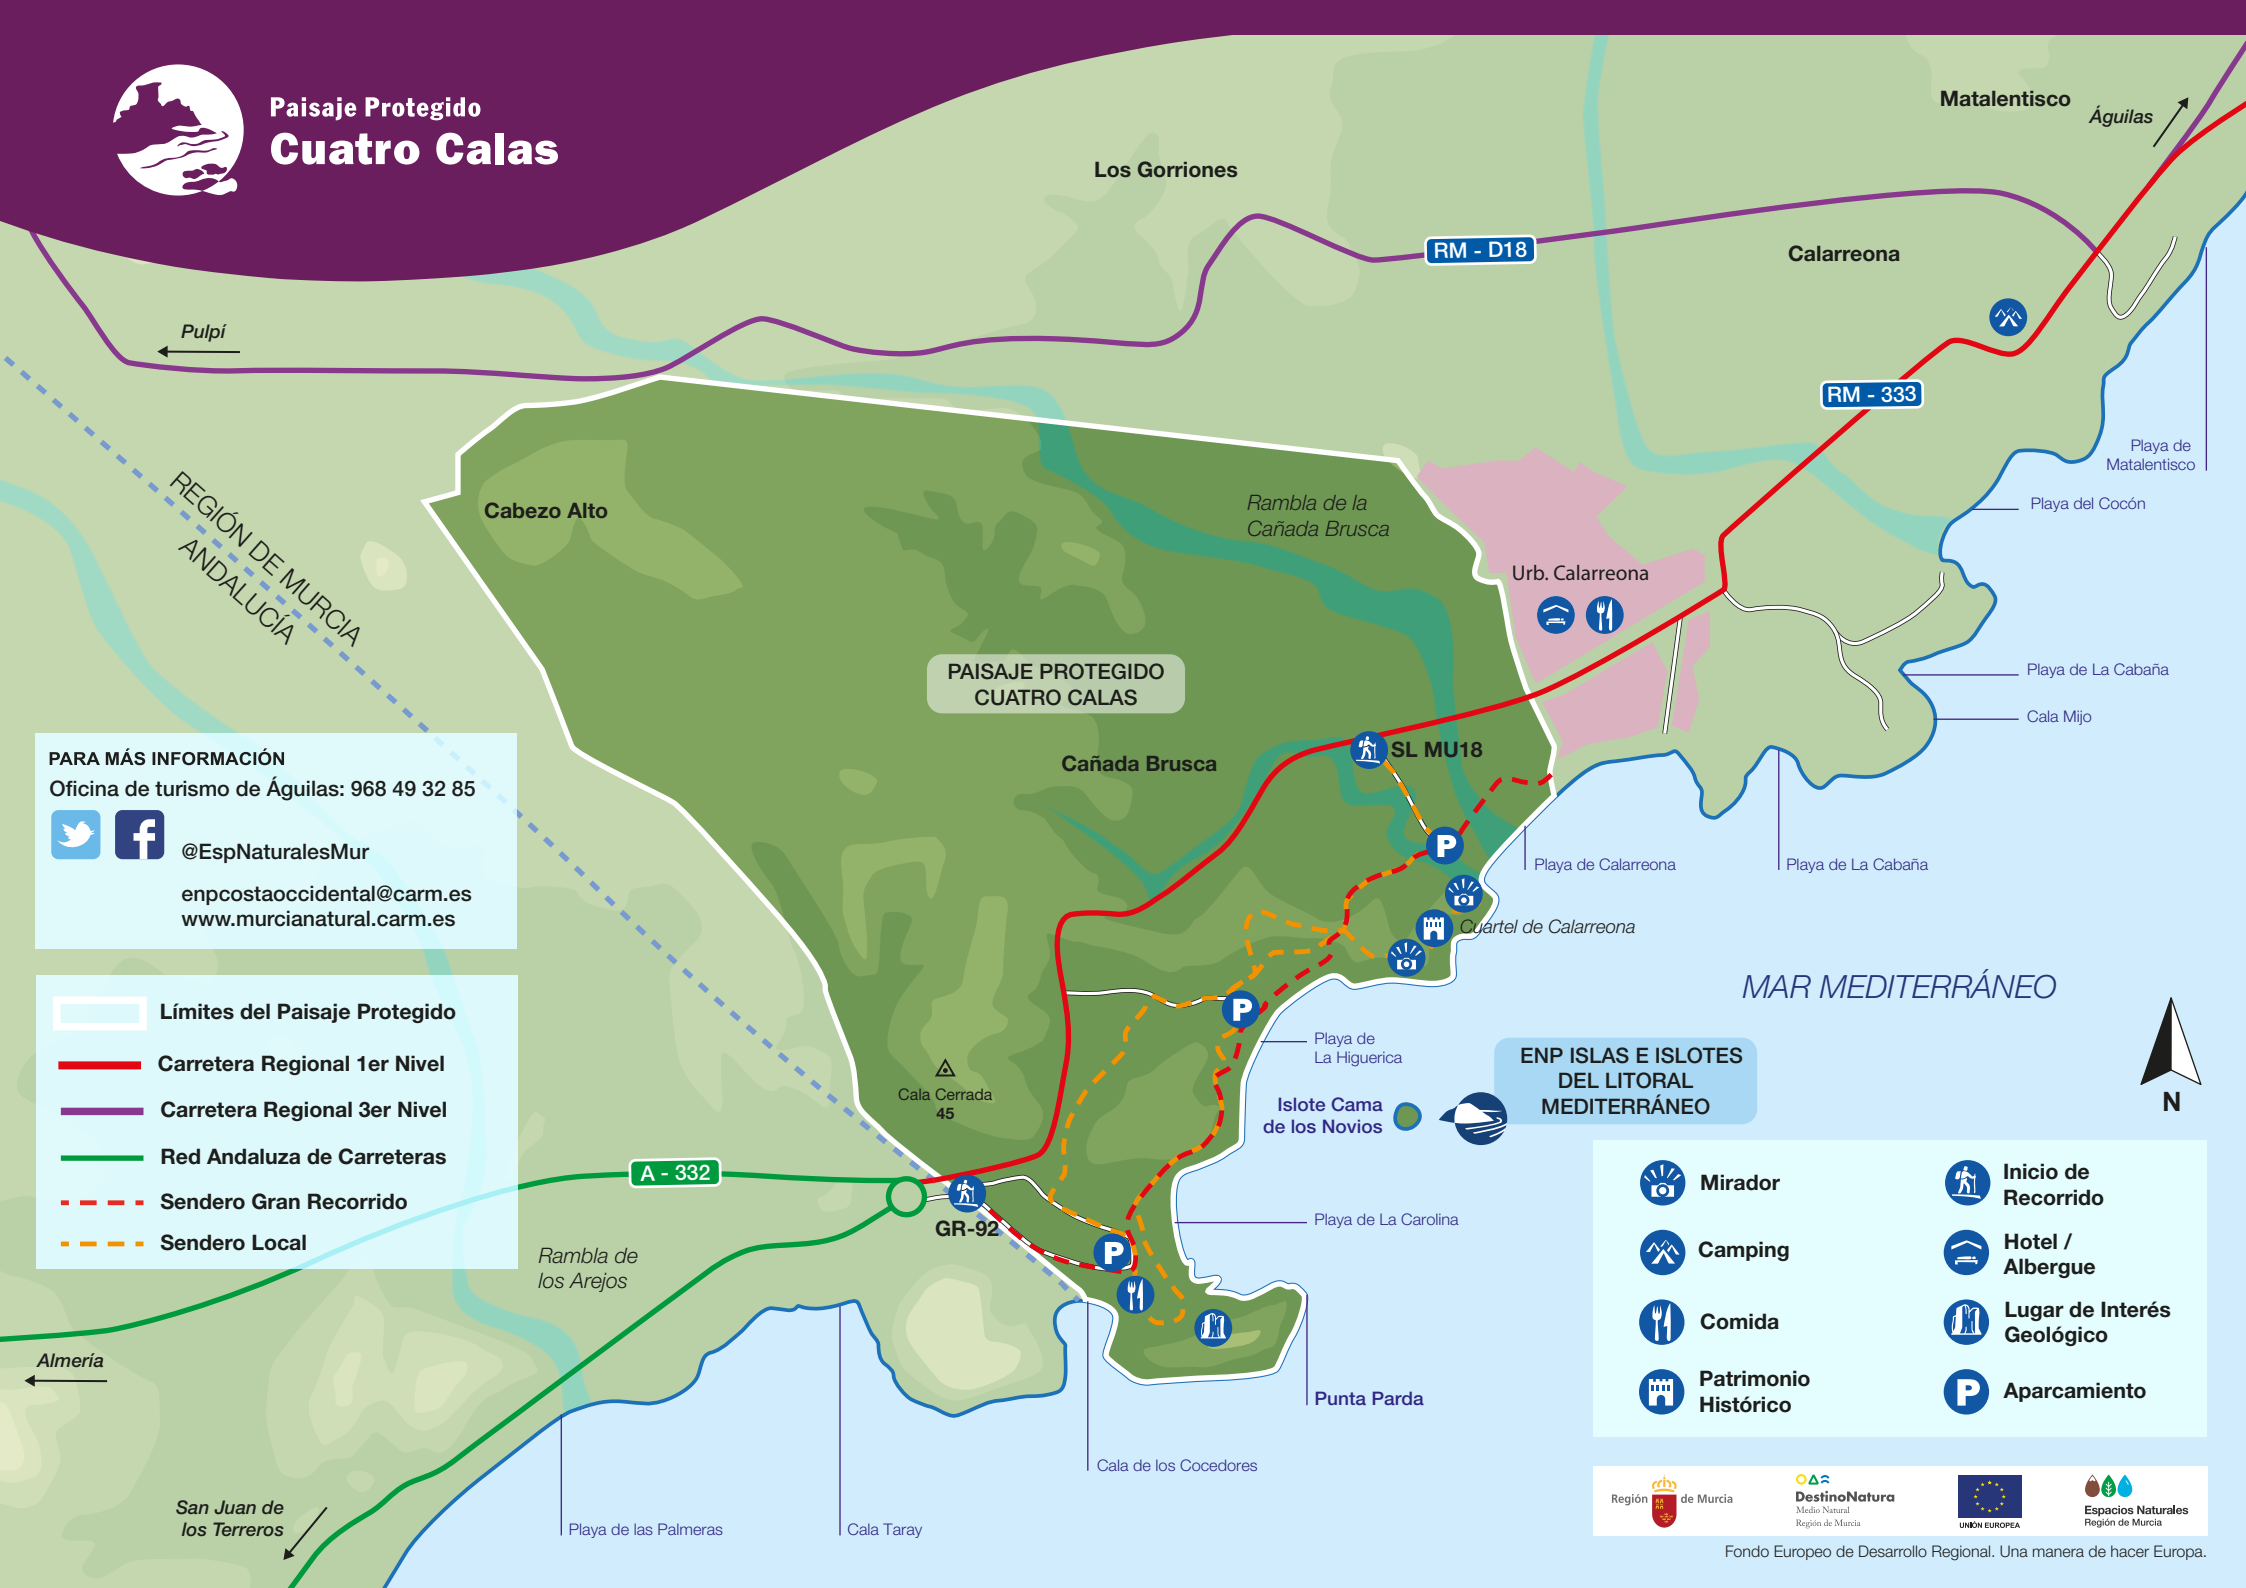 Paisaje Protegido
Cuatro Calas
Matalentisco
Águilas
Los Gorriones
RM - D18
Calarreona
Pulpí
RM - 333
Playa de
Matalentisco
Playa del Cocón
REGIÓN DE MURCIA
ANDALUCÍA
Cabezo Alto
Rambla de la
Cañada Brusca
Urb. Calarreona
PAISAJE PROTEGIDO
CUATRO CALAS
Playa de La Cabaña
Cala Mijo
Cañada Brusca
SL MU18
P
Playa de Calarreona
Playa de La Cabaña
Cuartel de Calarreona
PARA MÁS INFORMACIÓN
Oficina de turismo de Águilas: 968 49 32 85
@EspNaturalesMur
enpcostaoccidental@carm.es
www.murcianatural.carm.es
MAR MEDITERRÁNEO
P
Playa de
La Higuerica
Cala Cerrada
45
Islote Cama
de los Novios
ENP ISLAS E ISLOTES
DEL LITORAL
MEDITERRÁNEO
N
Límites del Paisaje Protegido
Carretera Regional 1er Nivel
Carretera Regional 3er Nivel
Red Andaluza de Carreteras
Sendero Gran Recorrido
Sendero Local
A - 332
GR-92
P
Playa de La Carolina
Rambla de
los Arejos
Punta Parda
Cala de los Cocedores
Almería
San Juan de
los Terreros
Playa de las Palmeras
Cala Taray
Mirador
Camping
Comida
Patrimonio
Histórico
Inicio de
Recorrido
Hotel /
Albergue
Lugar de Interés
Geológico
P
Aparcamiento
Región de Murcia
DestinoNatura
Medio Natural
Región de Murcia
UNIÓN EUROPEA
Espacios Naturales
Región de Murcia
Fondo Europeo de Desarrollo Regional. Una manera de hacer Europa.